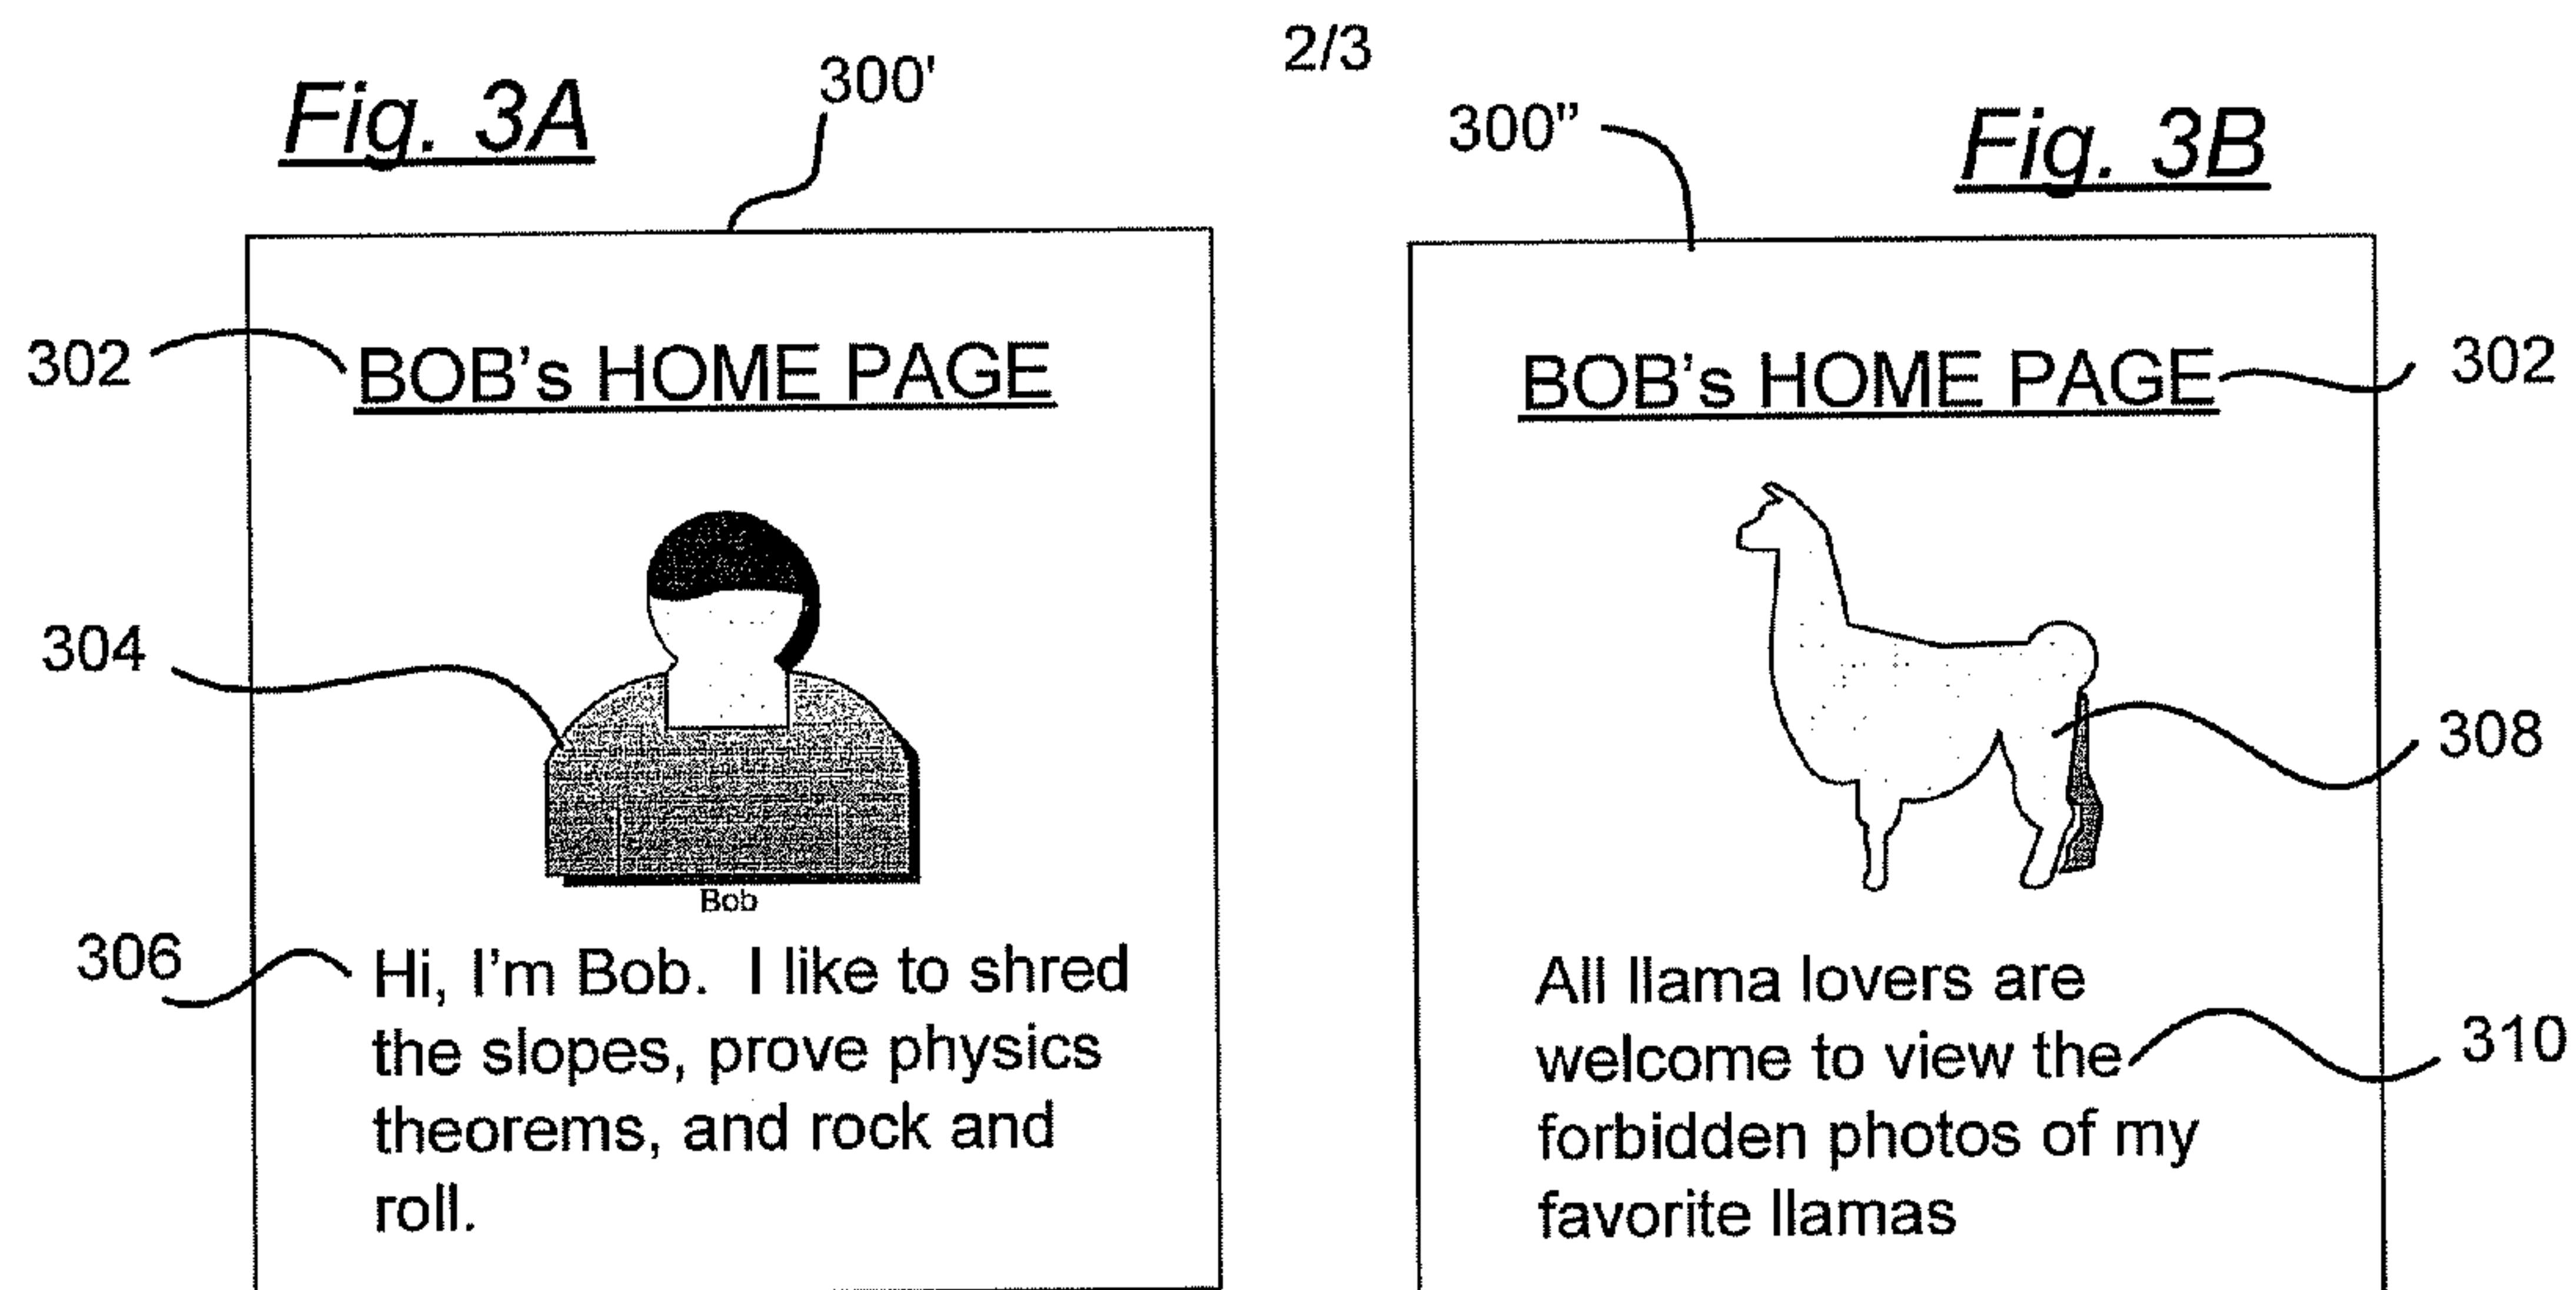 2/3
Fig. 3A
300'
302
BOB's HOME PAGE
304
Bob
306
Hi, I'm Bob.  I like to shred
the slopes, prove physics
theorems, and rock and
roll.
Fig. 3B
300"
BOB's HOME PAGE
302
308
All llama lovers are
welcome to view the
forbidden photos of my
favorite llamas
310